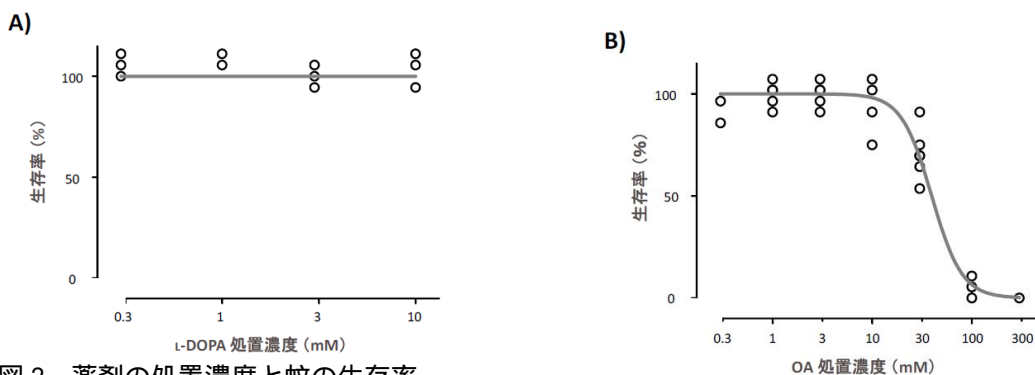 A)
100
50
0
生存率 (%)
0.3 1 3 10
L-DOPA 処置濃度 (mM)
B)
100
50
0
生存率 (%)
0.3 1 3 10 30 100 300
OA 処置濃度 (mM)
図 2 薬剤の処置濃度と蚊の生存率